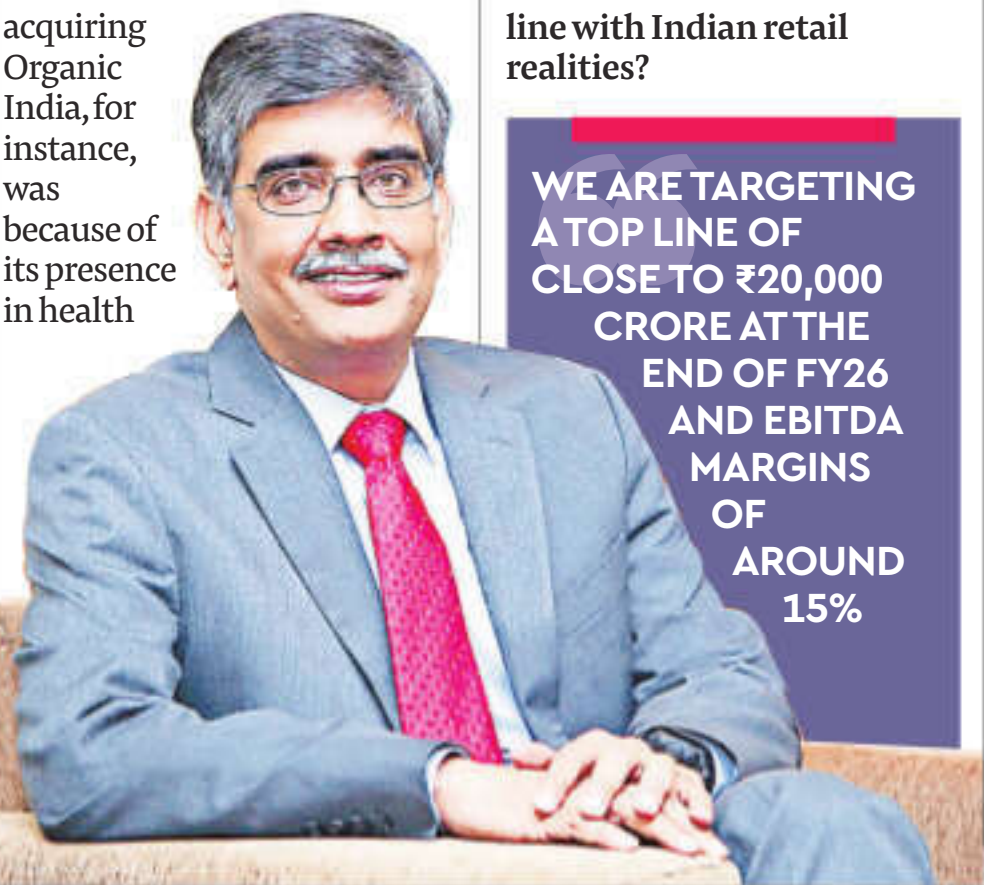 acquiring
Organic
India, for
instance,
was
because of
its presence
in health
line with Indian retail
realities?
“
WE ARE TARGETING
A TOP LINE OF
CLOSE TO ₹20,000
CRORE AT THE
END OF FY26
AND EBITDA
MARGINS
OF
AROUND
15%